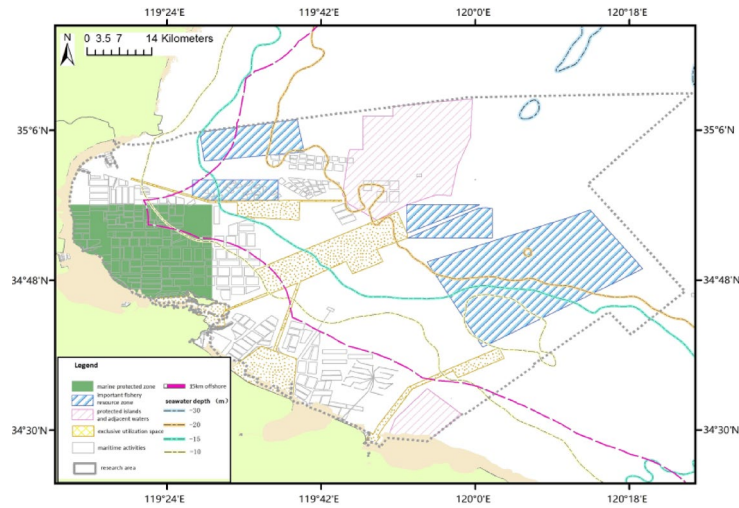 119°24'E 119°42'E 120°0'E 120°18'E
N
0 3.5 7 14 Kilometers
35°6'N 35°6'N
34°48'N 34°48'N
34°30'N 34°30'N
Legend
marine protected zone
important fishery
resource zone
protected islands
and adjacent waters
exclusive utilization space
maritime activities
research area
15km offshore
seawater depth (m)
-30
-20
-15
-10
119°24'E 119°42'E 120°0'E 120°18'E